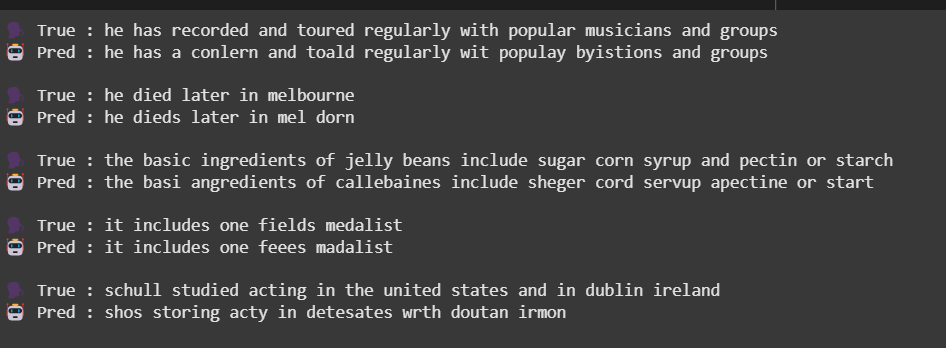 True : he has recorded and toured regularly with popular musicians and groups
Pred : he has a conlern and toald regularly wit populay byistions and groups
True : he died later in melbourne
Pred : he dieds later in mel dorn
True : the basic ingredients of jelly beans include sugar corn syrup and pectin or starch
Pred : the basi angredients of callebaines include sheger cord servup apectine or start
True : it includes one fields medalist
Pred : it includes one feees madalist
True : schull studied acting in the united states and in dublin ireland
Pred : shos storing acty in detesates wrth doutan irmon